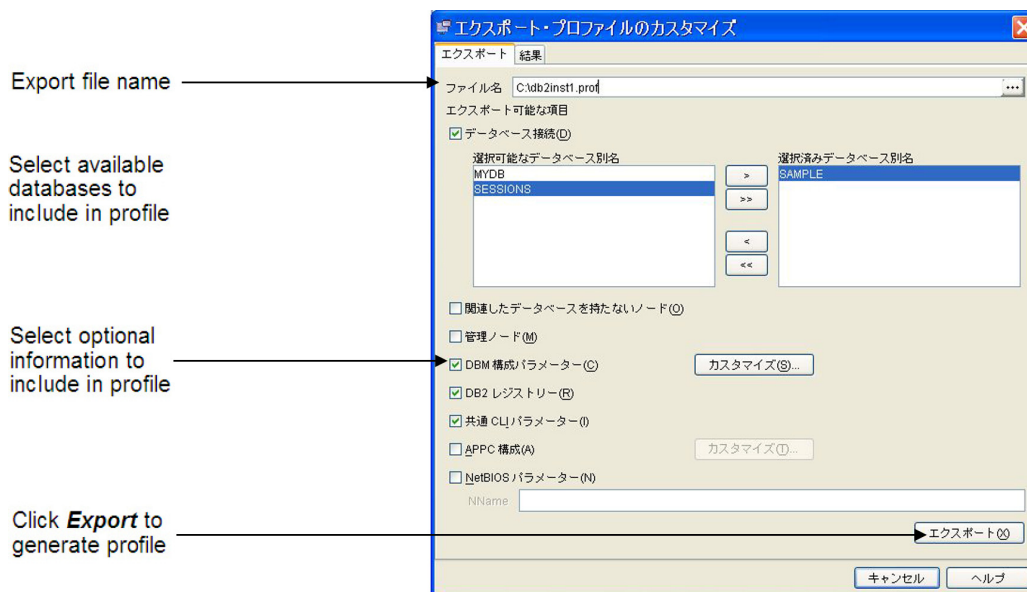 エクスポート・プロファイルのカスタマイズ
エクスポート 結果
Export file name
ファイル名 C:\db2inst1.prof ...
エクスポート可能な項目
データベース接続(D)
Select available
databases to
include in profile
選択可能なデータベース別名
MYDB
SESSIONS
>
>>
<
<<
選択済みデータベース別名
SAMPLE
関連したデータベースを持たないノード(O)
管理ノード(M)
Select optional
information to
include in profile
DBM 構成パラメーター(C) カスタマイズ(S)...
DB2 レジストリー(R)
共通 CLI パラメーター(I)
APPC 構成(A) カスタマイズ(T)...
NetBIOS パラメーター(N)
NName
Click Export to
generate profile
エクスポート(X)
キャンセル ヘルプ